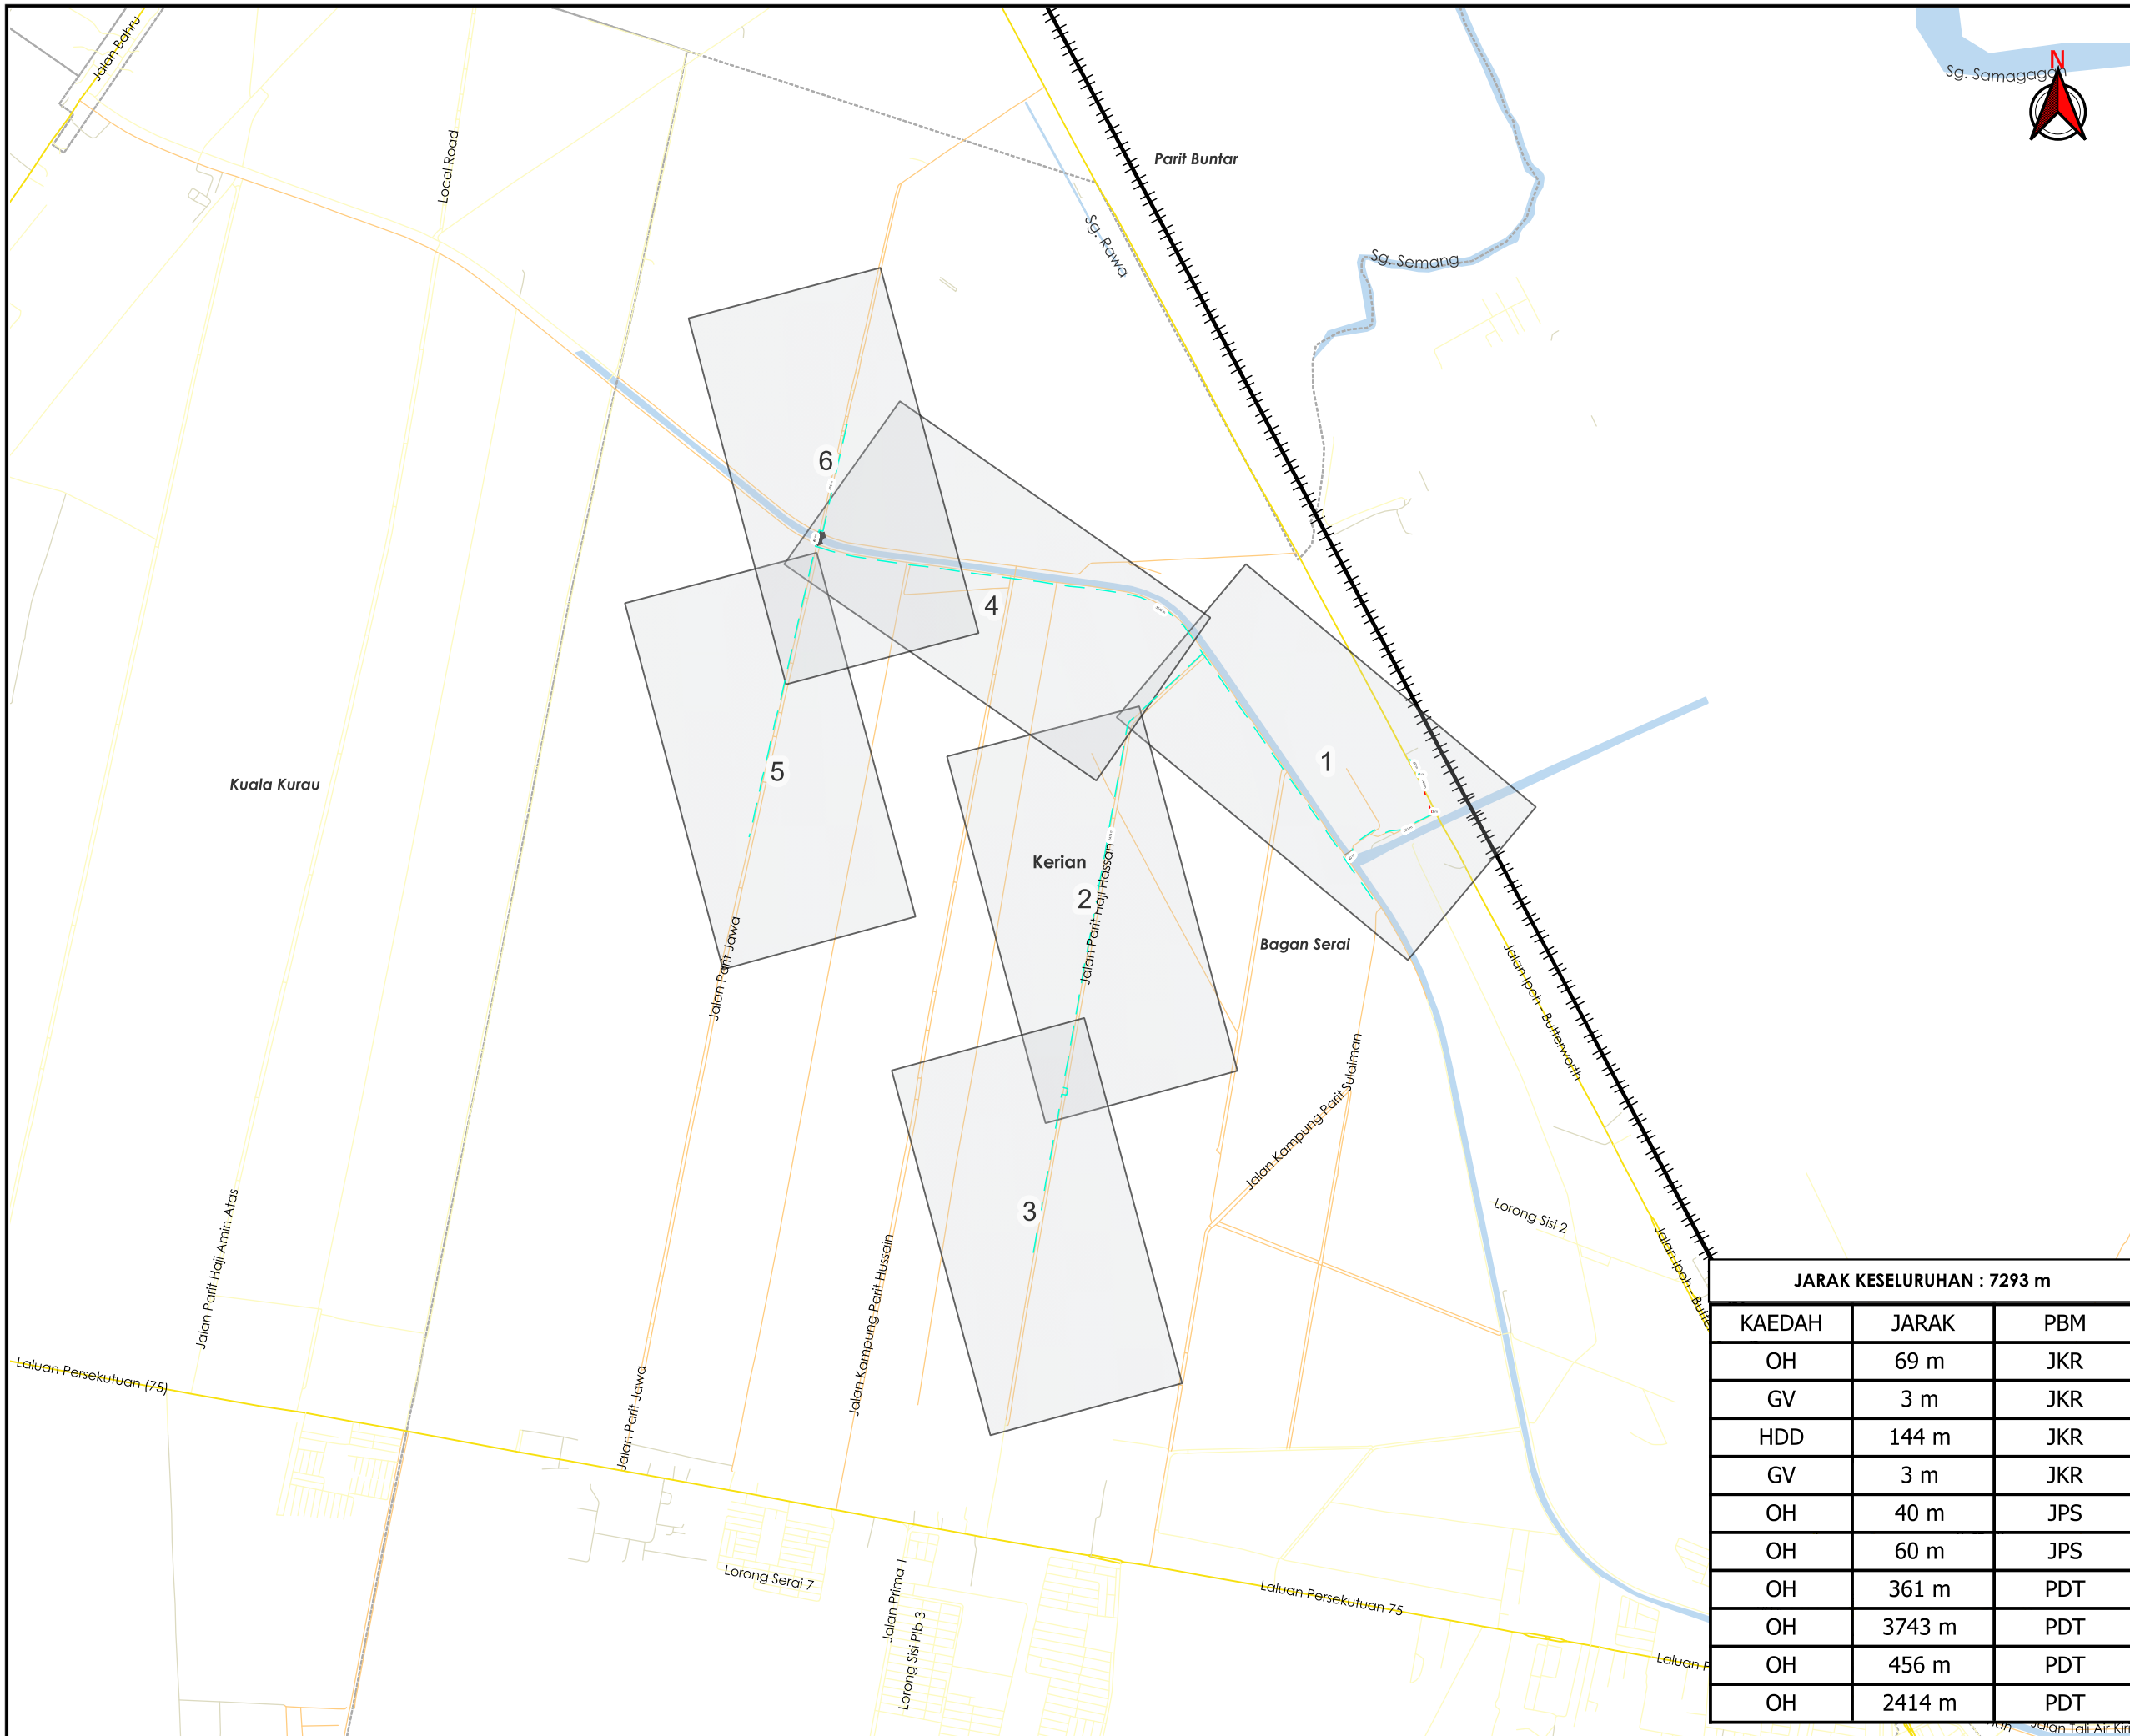 Jalan Bahru
Local Road
Parit Buntar
Sg. Samagagah
N
Sg. Rawa
Sg. Semang
6
4
1
5
Kuala Kurau
Kerian
2
Jalan Parit Haji Hassan
Bagan Serai
Jalan Parit Jawa
Jalan Ipoh - Butterworth
Jalan Kampung Parit Sulaiman
3
Lorong Sisi 2
Jalan Parit Haji Amin Atas
Jalan Kampung Parit Hussain
Jalan Ipoh - Butter
Laluan Persekutuan (75)
Jalan Parit Jawa
Lorong Serai 7
Jalan Prima 1
Lorong Sisi Plb 3
Laluan Persekutuan 75
Laluan P
JARAK KESELURUHAN : 7293 m
KAEDAH JARAK PBM
OH 69 m JKR
GV 3 m JKR
HDD 144 m JKR
GV 3 m JKR
OH 40 m JPS
OH 60 m JPS
OH 361 m PDT
OH 3743 m PDT
OH 456 m PDT
OH 2414 m PDT
Jalan Tali Air Kiri